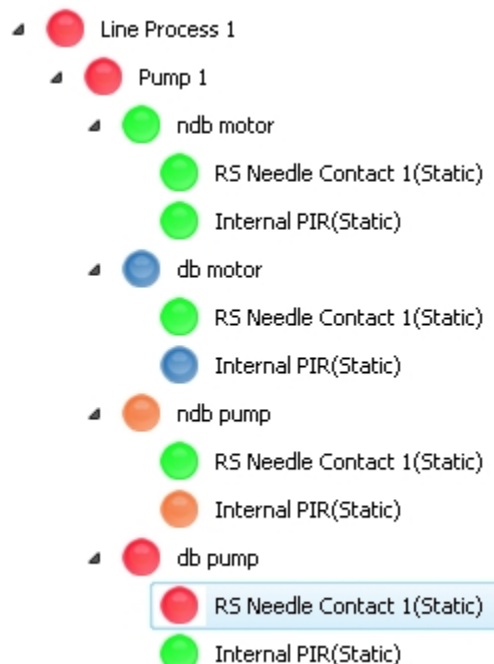 Line Process 1
Pump 1
ndb motor
RS Needle Contact 1(Static)
Internal PIR(Static)
db motor
RS Needle Contact 1(Static)
Internal PIR(Static)
ndb pump
RS Needle Contact 1(Static)
Internal PIR(Static)
db pump
RS Needle Contact 1(Static)
Internal PIR(Static)